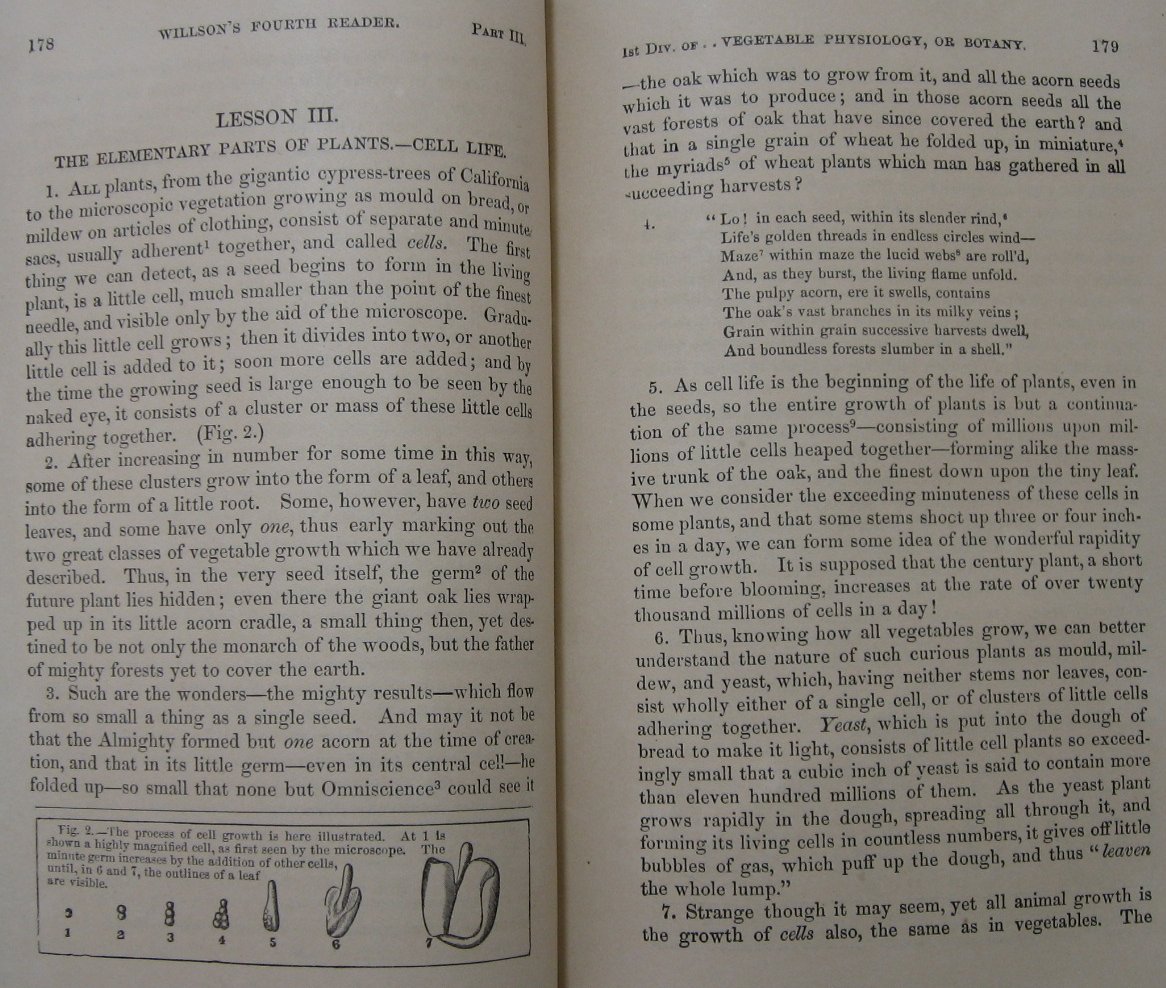 178
WILLSON'S FOURTH READER.
PART III.
LESSON III.
THE ELEMENTARY PARTS OF PLANTS.—CELL LIFE.
1. ALL plants, from the gigantic cypress-trees of California
to the microscopic vegetation growing as mould on bread, or
mildew on articles of clothing, consist of separate and minute
sacs, usually adherent¹ together, and called cells. The first
thing we can detect, as a seed begins to form in the living
plant, is a little cell, much smaller than the point of the finest
needle, and visible only by the aid of the microscope. Gradu-
ally this little cell grows; then it divides into two, or another
little cell is added to it; soon more cells are added; and by
the time the growing seed is large enough to be seen by the
naked eye, it consists of a cluster or mass of these little cells
adhering together. (Fig. 2.)
2. After increasing in number for some time in this way,
some of these clusters grow into the form of a leaf, and others
into the form of a little root. Some, however, have two seed
leaves, and some have only one, thus early marking out the
two great classes of vegetable growth which we have already
described. Thus, in the very seed itself, the germ² of the
future plant lies hidden; even there the giant oak lies wrap-
ped up in its little acorn cradle, a small thing then, yet des-
tined to be not only the monarch of the woods, but the father
of mighty forests yet to cover the earth.
3. Such are the wonders—the mighty results—which flow
from so small a thing as a single seed. And may it not be
that the Almighty formed but one acorn at the time of crea-
tion, and that in its little germ—even in its central cell—he
folded up—so small that none but Omniscience³ could see it
Fig. 2.—The process of cell growth is here illustrated. At 1 is
shown a highly magnified cell, as first seen by the microscope. The
minute germ increases by the addition of other cells,
until, in 6 and 7, the outlines of a leaf
are visible.
1 2 3 4 5 6 7
1st DIV. OF . . VEGETABLE PHYSIOLOGY, OR BOTANY.
179
—the oak which was to grow from it, and all the acorn seeds
which it was to produce; and in those acorn seeds all the
vast forests of oak that have since covered the earth? and
that in a single grain of wheat he folded up, in miniature,⁴
the myriads⁵ of wheat plants which man has gathered in all
succeeding harvests?
4. "Lo! in each seed, within its slender rind,⁶
Life's golden threads in endless circles wind—
Maze⁷ within maze the lucid webs⁸ are roll'd,
And, as they burst, the living flame unfold.
The pulpy acorn, ere it swells, contains
The oak's vast branches in its milky veins;
Grain within grain successive harvests dwell,
And boundless forests slumber in a shell."
5. As cell life is the beginning of the life of plants, even in
the seeds, so the entire growth of plants is but a continua-
tion of the same process⁹—consisting of millions upon mil-
lions of little cells heaped together—forming alike the mass-
ive trunk of the oak, and the finest down upon the tiny leaf.
When we consider the exceeding minuteness of these cells in
some plants, and that some stems shoot up three or four inch-
es in a day, we can form some idea of the wonderful rapidity
of cell growth. It is supposed that the century plant, a short
time before blooming, increases at the rate of over twenty
thousand millions of cells in a day!
6. Thus, knowing how all vegetables grow, we can better
understand the nature of such curious plants as mould, mil-
dew, and yeast, which, having neither stems nor leaves, con-
sist wholly either of a single cell, or of clusters of little cells
adhering together. Yeast, which is put into the dough of
bread to make it light, consists of little cell plants so exceed-
ingly small that a cubic inch of yeast is said to contain more
than eleven hundred millions of them. As the yeast plant
grows rapidly in the dough, spreading all through it, and
forming its living cells in countless numbers, it gives off little
bubbles of gas, which puff up the dough, and thus "leaven
the whole lump."
7. Strange though it may seem, yet all animal growth is
the growth of cells also, the same as in vegetables. The